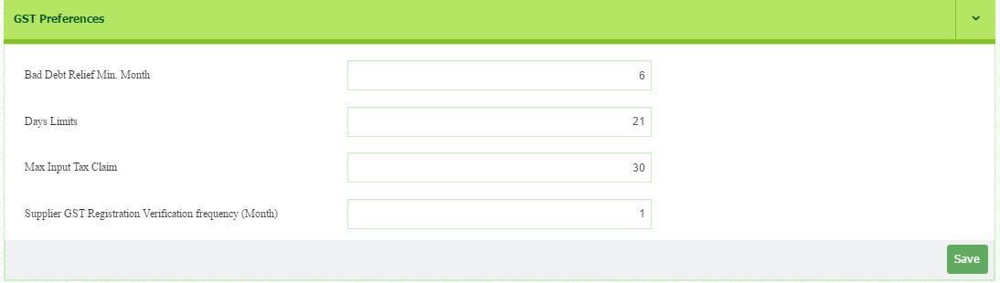 GST Preferences
Bad Debt Relief Min. Month 6
Days Limits 21
Max Input Tax Claim 30
Supplier GST Registration Verification frequency (Month) 1
Save